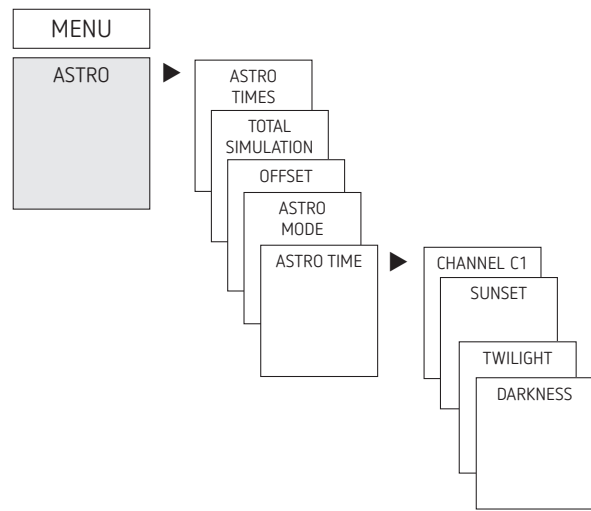 MENU
ASTRO
ASTRO
TIMES
TOTAL
SIMULATION
OFFSET
ASTRO
MODE
ASTRO TIME
CHANNEL C1
SUNSET
TWILIGHT
DARKNESS